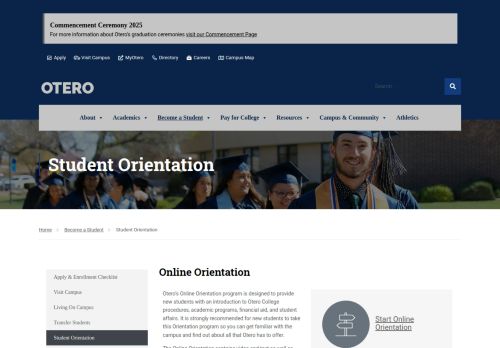 Commencement Ceremony 2025
For more information about Otero's graduation ceremonies visit our Commencement Page
Apply Visit Campus MyOtero Directory Careers Campus Map
OTERO
Search
About Academics Become a Student Pay for College Resources Campus & Community Athletics
Student Orientation
Home Become a Student Student Orientation
Apply & Enrollment Checklist
Visit Campus
Living On Campus
Transfer Students
Student Orientation
Online Orientation
Otero's Online Orientation program is designed to provide
new students with an introduction to Otero College
procedures, academic programs, financial aid, and student
affairs. It is strongly recommended for new students to take
this Orientation program so you can get familiar with the
campus and find out about all that Otero has to offer.
Start Online
Orientation